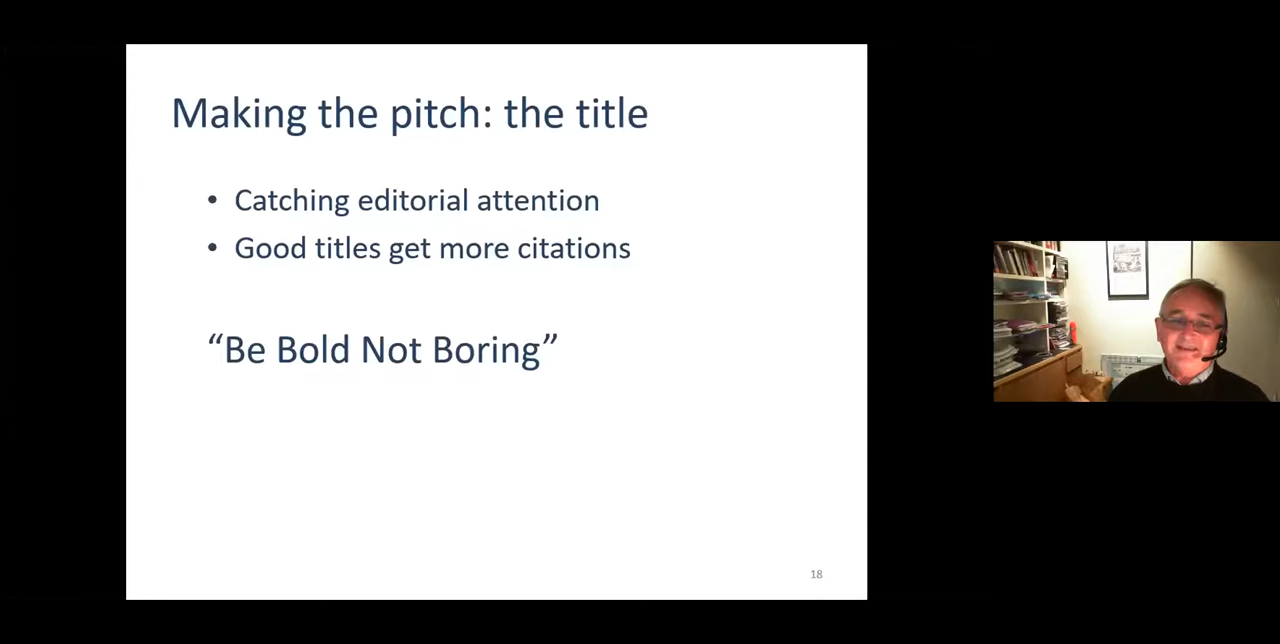 Making the pitch: the title
• Catching editorial attention
• Good titles get more citations
“Be Bold Not Boring”
18